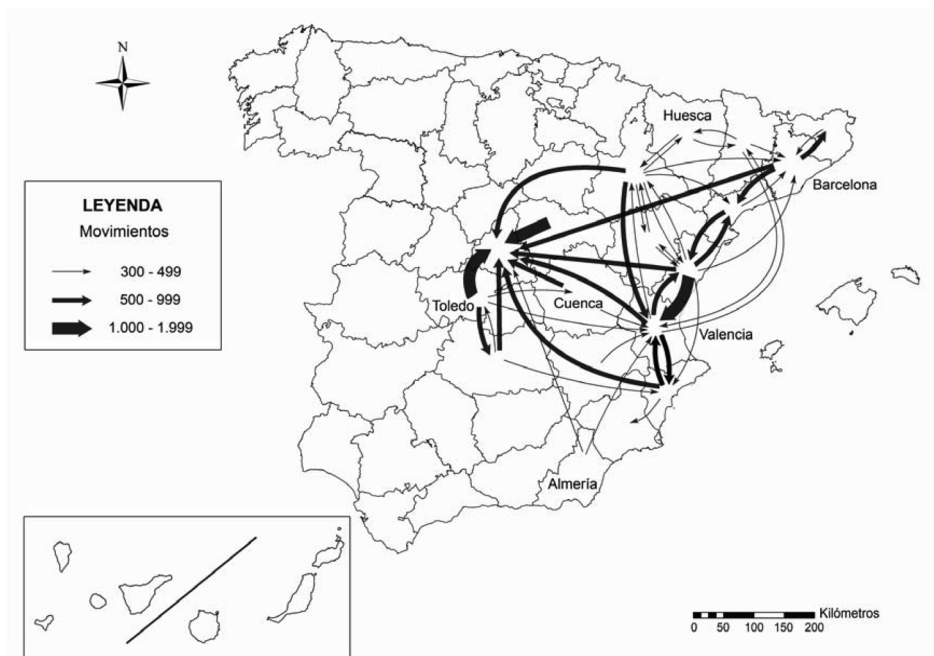 N
Huesca
Barcelona
LEYENDA
Movimientos
300 - 499
500 - 999
1.000 - 1.999
Toledo
Cuenca
Valencia
Almería
Kilómetros
0 50 100 150 200